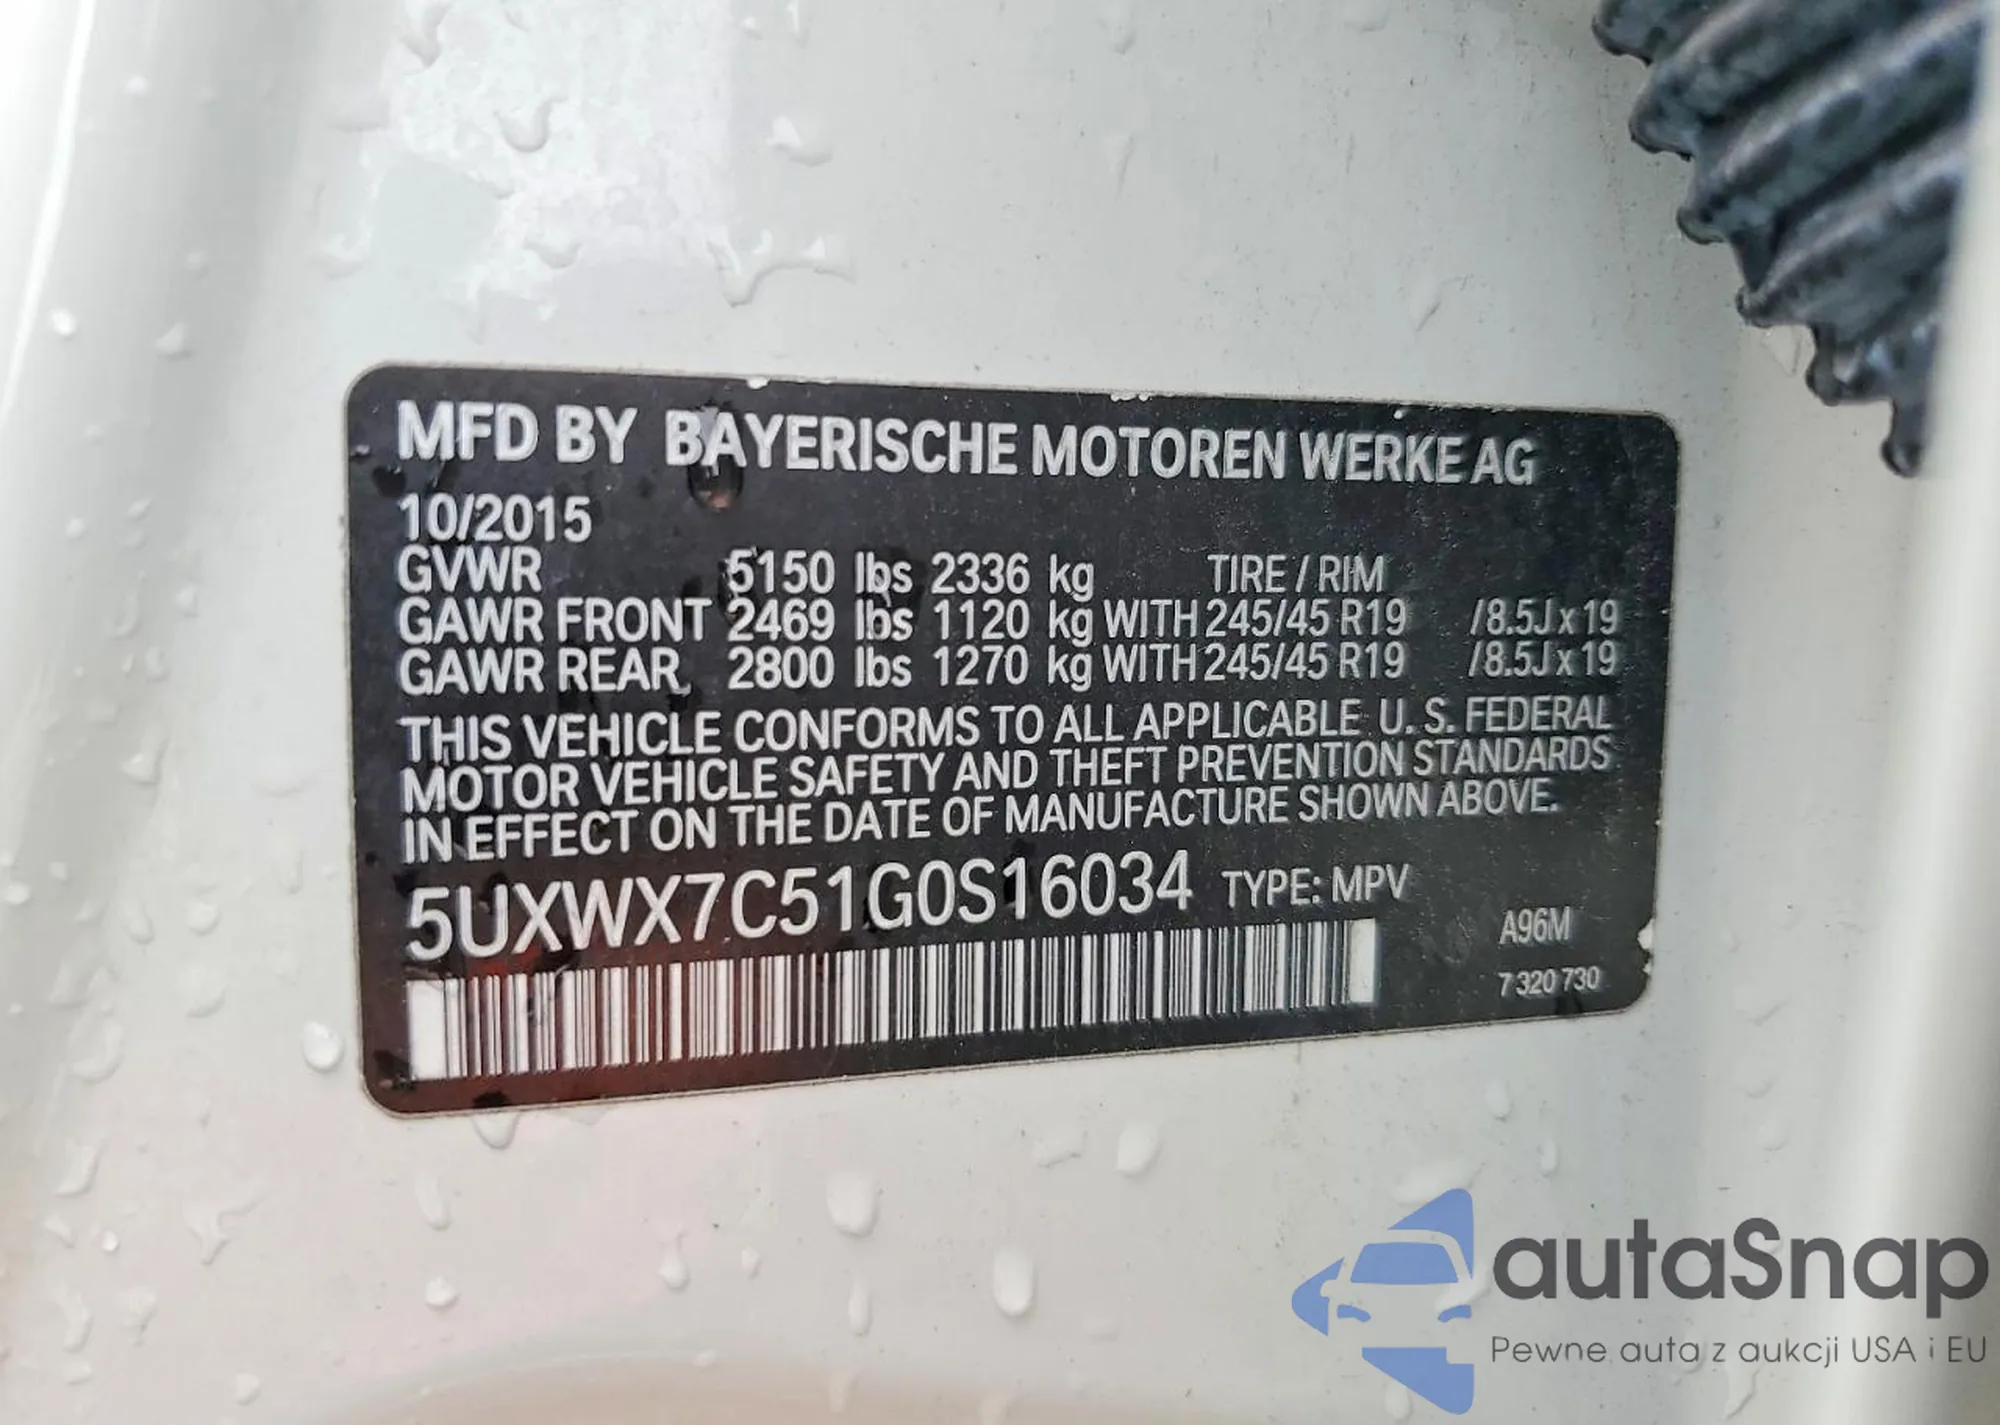 MFD BY BAYERISCHE MOTOREN WERKE AG
10/2015
GVWR 5150 lbs 2336 kg TIRE / RIM
GAWR FRONT 2469 lbs 1120 kg WITH 245/45 R19 /8.5J x 19
GAWR REAR 2800 lbs 1270 kg WITH 245/45 R19 /8.5J x 19
THIS VEHICLE CONFORMS TO ALL APPLICABLE U. S. FEDERAL
MOTOR VEHICLE SAFETY AND THEFT PREVENTION STANDARDS
IN EFFECT ON THE DATE OF MANUFACTURE SHOWN ABOVE.
5UXWX7C51G0S16034 TYPE: MPV
A96M
7 320 730
autaSnap
Pewne auta z aukcji USA i EU